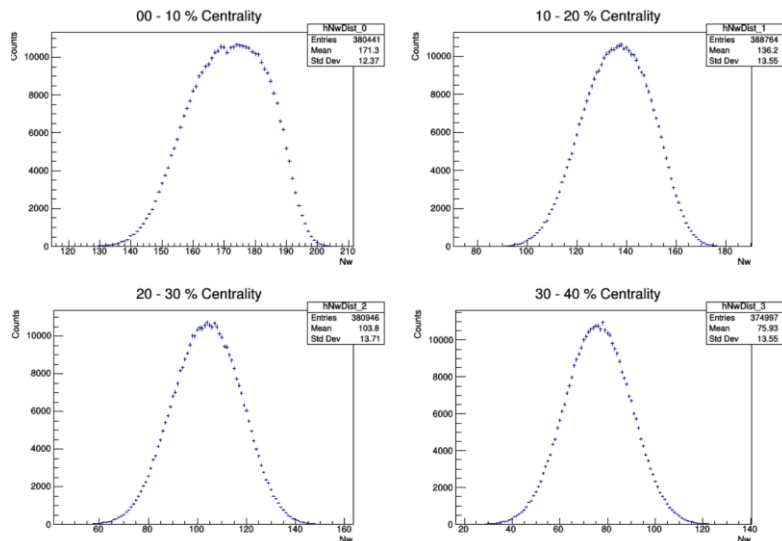 00 - 10 % Centrality
Counts
hNwDist_0
Entries 380441
Mean 171.3
Std Dev 12.37
10000
8000
6000
4000
2000
0
120 130 140 150 160 170 180 190 200 210
Nw
10 - 20 % Centrality
Counts
hNwDist_1
Entries 388764
Mean 136.2
Std Dev 13.55
10000
8000
6000
4000
2000
0
80 100 120 140 160 180
Nw
20 - 30 % Centrality
Counts
hNwDist_2
Entries 380946
Mean 103.8
Std Dev 13.71
10000
8000
6000
4000
2000
0
60 80 100 120 140 160
Nw
30 - 40 % Centrality
Counts
hNwDist_3
Entries 374997
Mean 75.93
Std Dev 13.55
10000
8000
6000
4000
2000
0
20 40 60 80 100 120 140
Nw